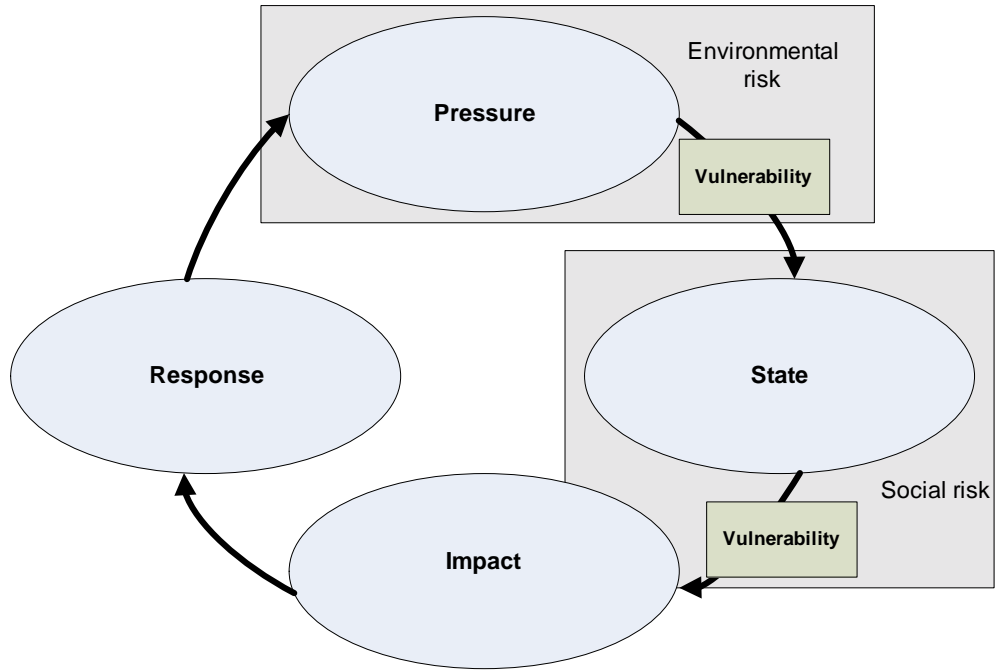 Environmental
risk
Pressure
Vulnerability
Response
State
Social risk
Vulnerability
Impact